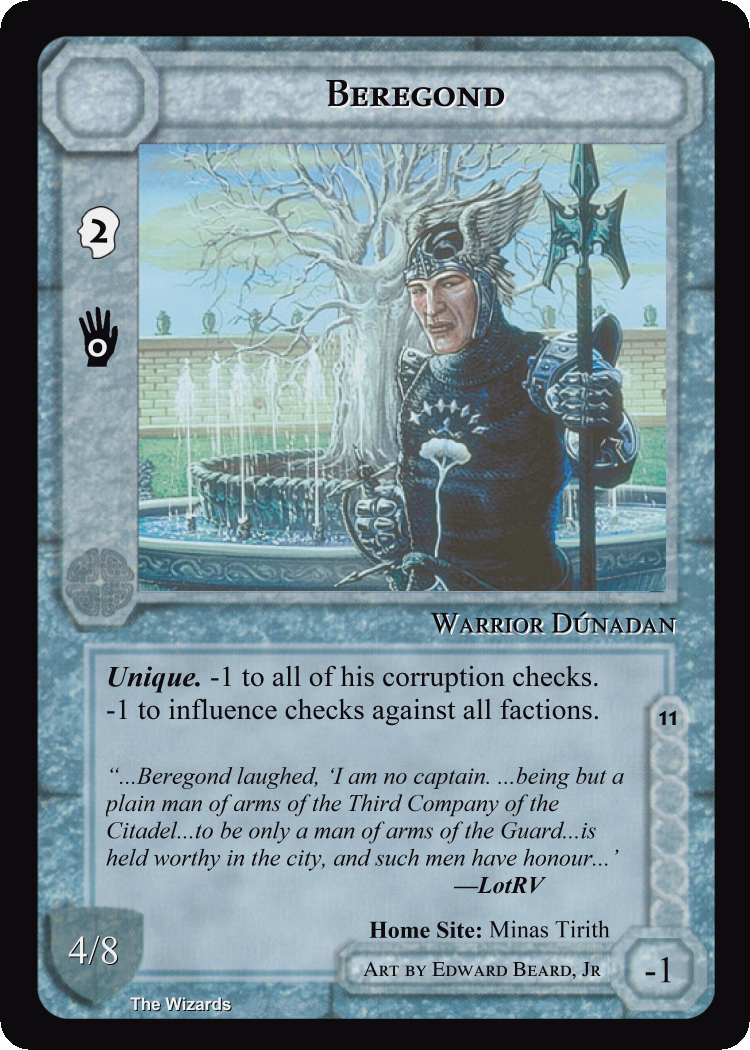 Beregond
2
0
Warrior Dúnadan
Unique. -1 to all of his corruption checks.
-1 to influence checks against all factions.
11
“...Beregond laughed, ‘I am no captain. ...being but a
plain man of arms of the Third Company of the
Citadel...to be only a man of arms of the Guard...is
held worthy in the city, and such men have honour...’
—LotRV
Home Site: Minas Tirith
4/8
Art by Edward Beard, Jr
-1
The Wizards